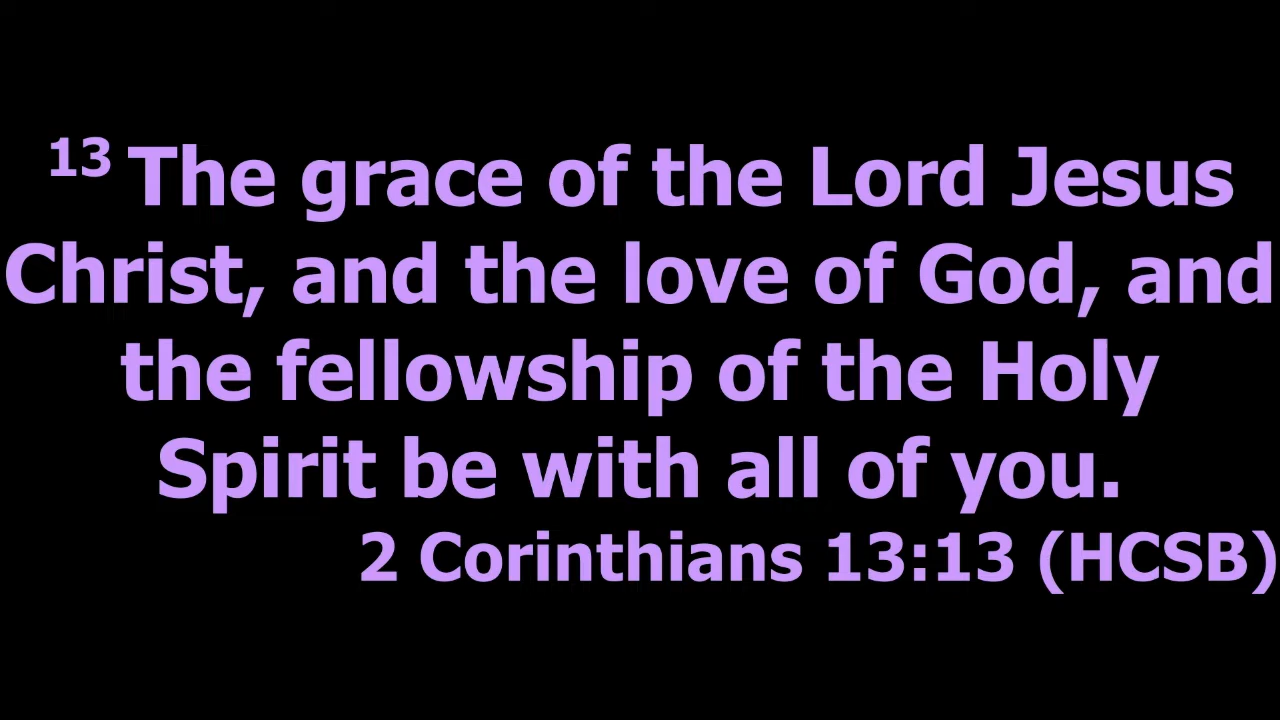 13 The grace of the Lord Jesus
Christ, and the love of God, and
the fellowship of the Holy
Spirit be with all of you.
2 Corinthians 13:13 (HCSB)